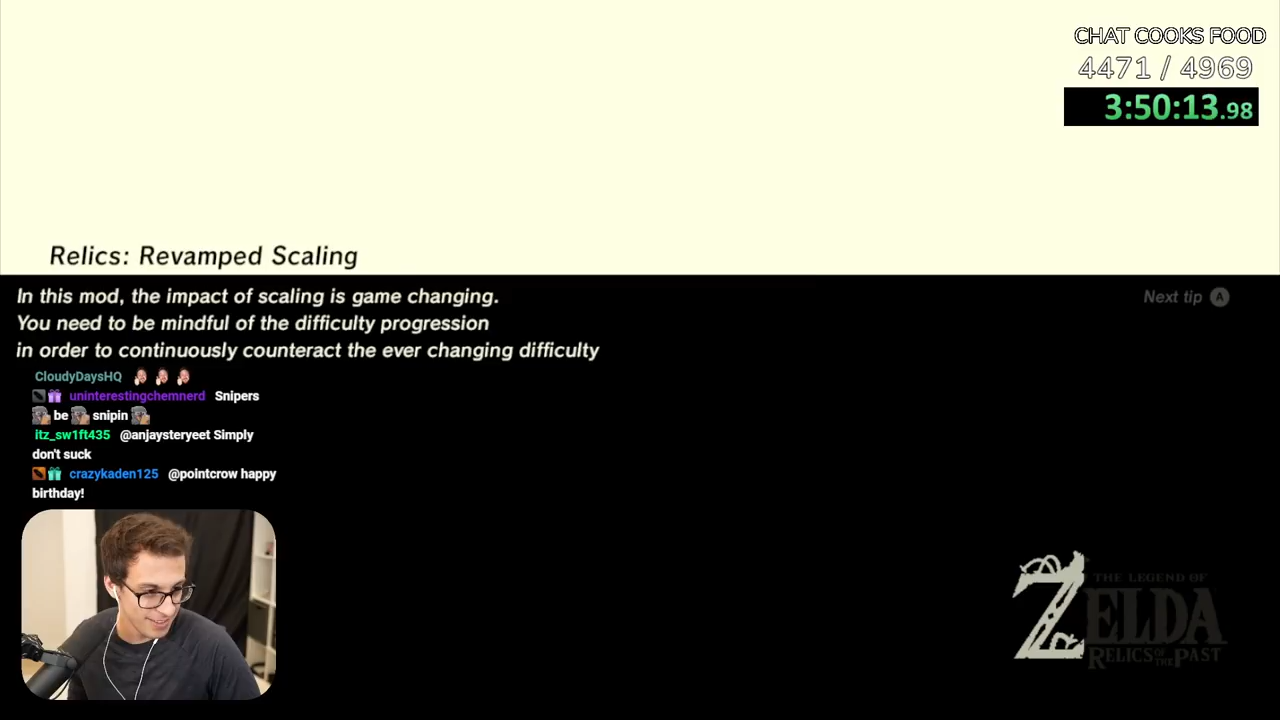 CHAT COOKS FOOD
4471 / 4969
3:50:13.98
Relics: Revamped Scaling
In this mod, the impact of scaling is game changing.
You need to be mindful of the difficulty progression
in order to continuously counteract the ever changing difficulty
Next tip A
CloudyDaysHQ
uninterestingchemnerd Snipers
be snipin
itz_sw1ft435 @anjaysteryeet Simply
don't suck
crazykaden125 @pointcrow happy
birthday!
THE LEGEND OF
ZELDA
RELICS OF THE PAST